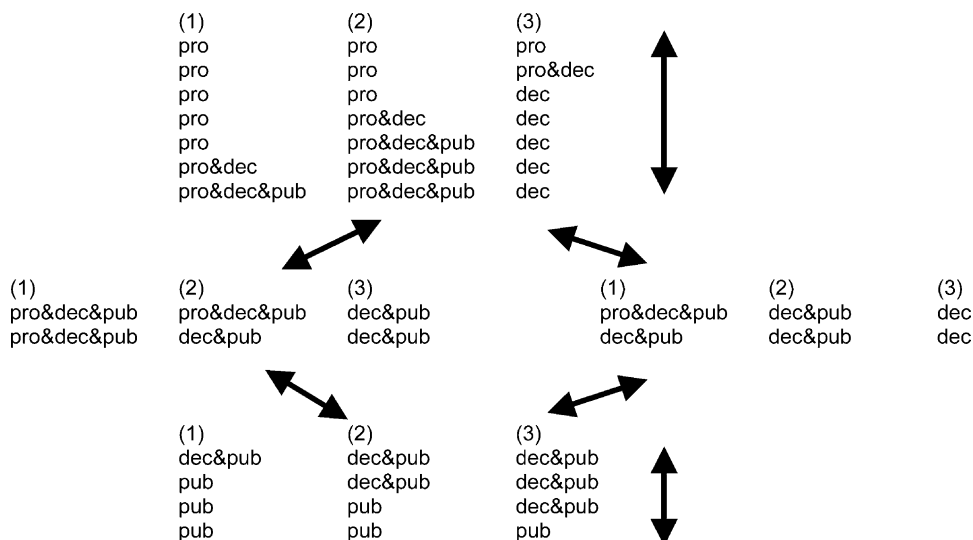 (1) (2) (3)
pro pro pro
pro pro pro&dec
pro pro dec
pro pro&dec dec
pro pro&dec&pub dec
pro&dec pro&dec&pub dec
pro&dec&pub pro&dec&pub dec
(1) (2) (3) (1) (2) (3)
pro&dec&pub pro&dec&pub dec&pub pro&dec&pub dec&pub dec
pro&dec&pub dec&pub dec&pub dec&pub dec&pub dec
(1) (2) (3)
dec&pub dec&pub dec&pub
pub dec&pub dec&pub
pub pub dec&pub
pub pub pub